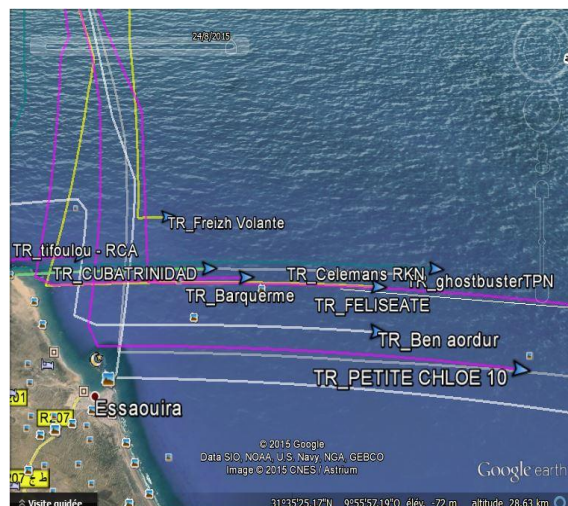 24/8/2015
TR_Freizh Volante
TR_tifoulou - RCA
TR_CUBATRINIDAD
TR_Celemans RKN
TR_ghostbusterTPN
TR_Barquerme
TR_FELISEATE
TR_Ben aordur
TR_PETITE CHLOE 10
Essaouira
© 2015 Google
Data SIO, NOAA, U.S. Navy, NGA, GEBCO
Image © 2015 CNES / Astrium
Google earth
Visite guidée
31°35'25.17"N 9°55'57.19"O élév. -72 m altitude 28.63 km